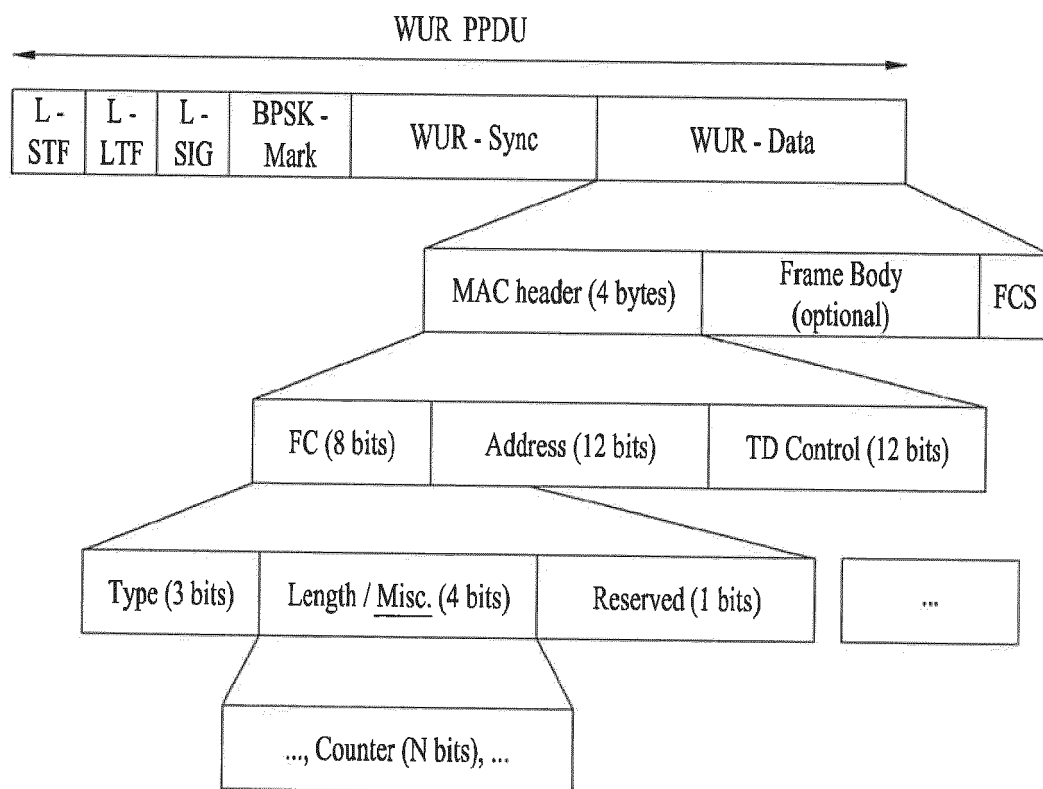 WUR PPDU
L -
STF
L -
LTF
L -
SIG
BPSK -
Mark
WUR - Sync
WUR - Data
MAC header (4 bytes)
Frame Body
(optional)
FCS
FC (8 bits)
Address (12 bits)
TD Control (12 bits)
Type (3 bits)
Length / Misc. (4 bits)
Reserved (1 bits)
...
..., Counter (N bits), ...